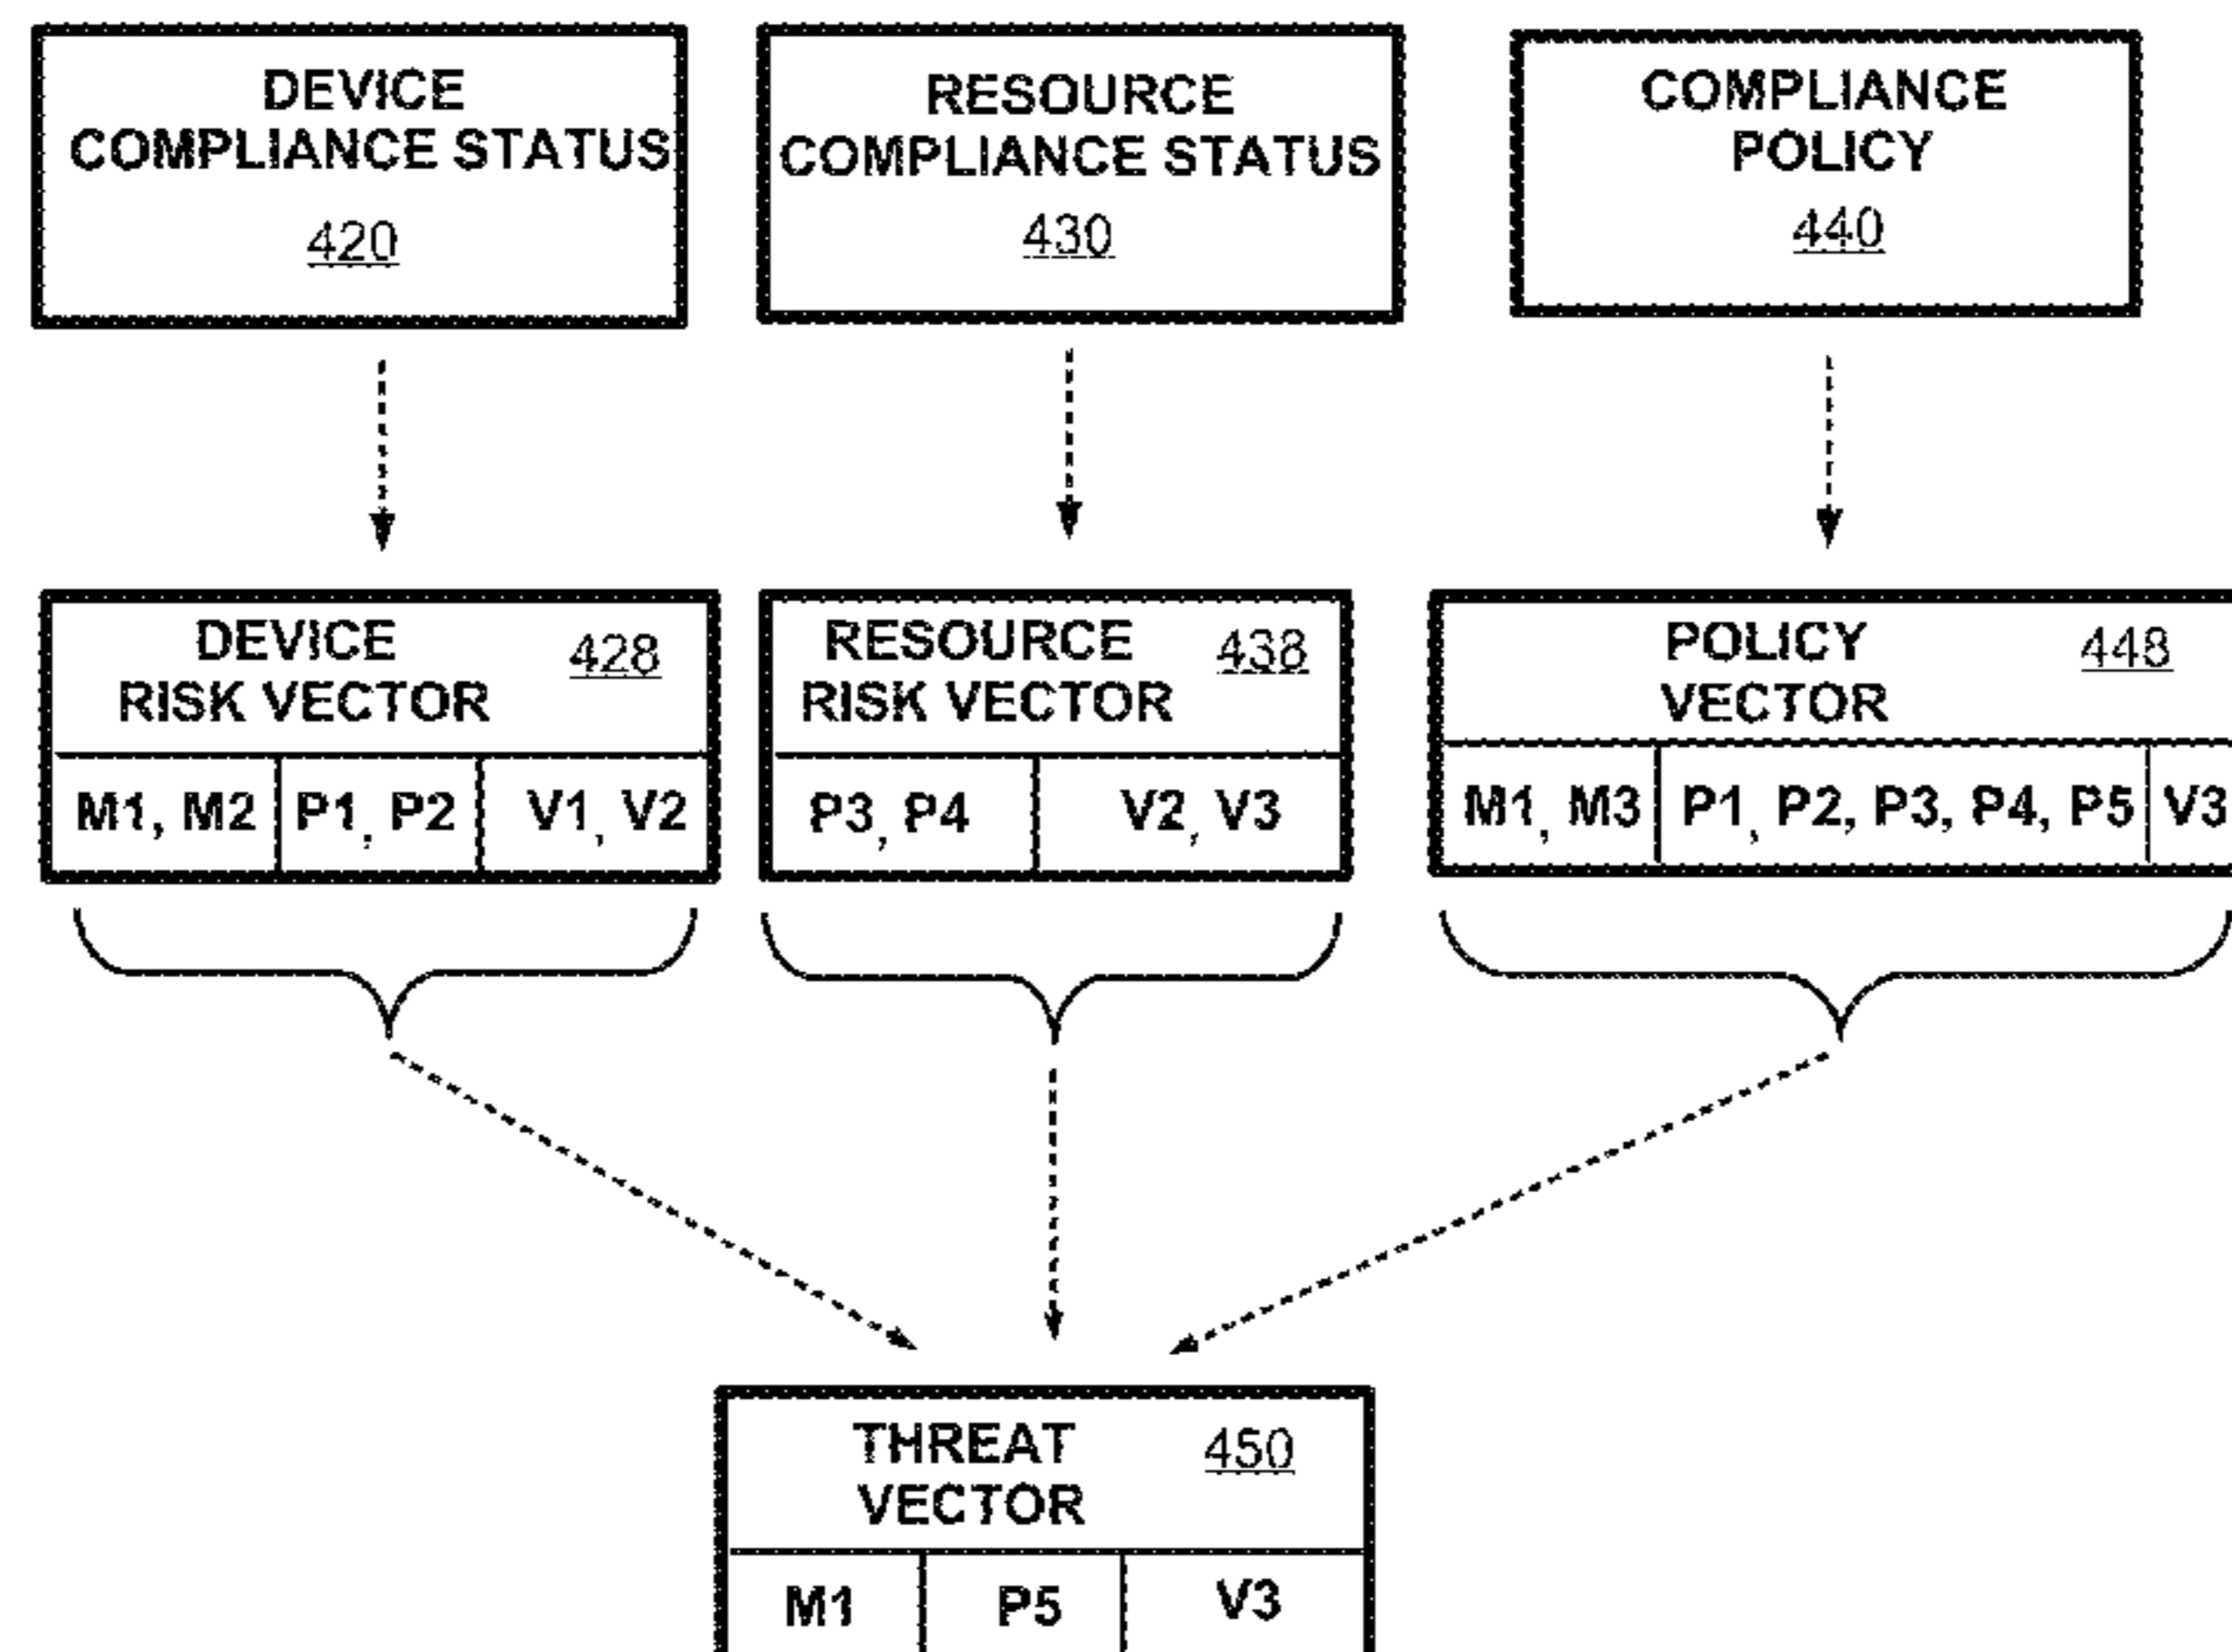 DEVICE
COMPLIANCE STATUS
420
RESOURCE
COMPLIANCE STATUS
430
COMPLIANCE
POLICY
440
DEVICE
RISK VECTOR
428
M1, M2 P1, P2 V1, V2
RESOURCE
RISK VECTOR
438
P3, P4 V2, V3
POLICY
VECTOR
448
M1, M3 P1, P2, P3, P4, P5 V3
THREAT
VECTOR
450
M1 P5 V3